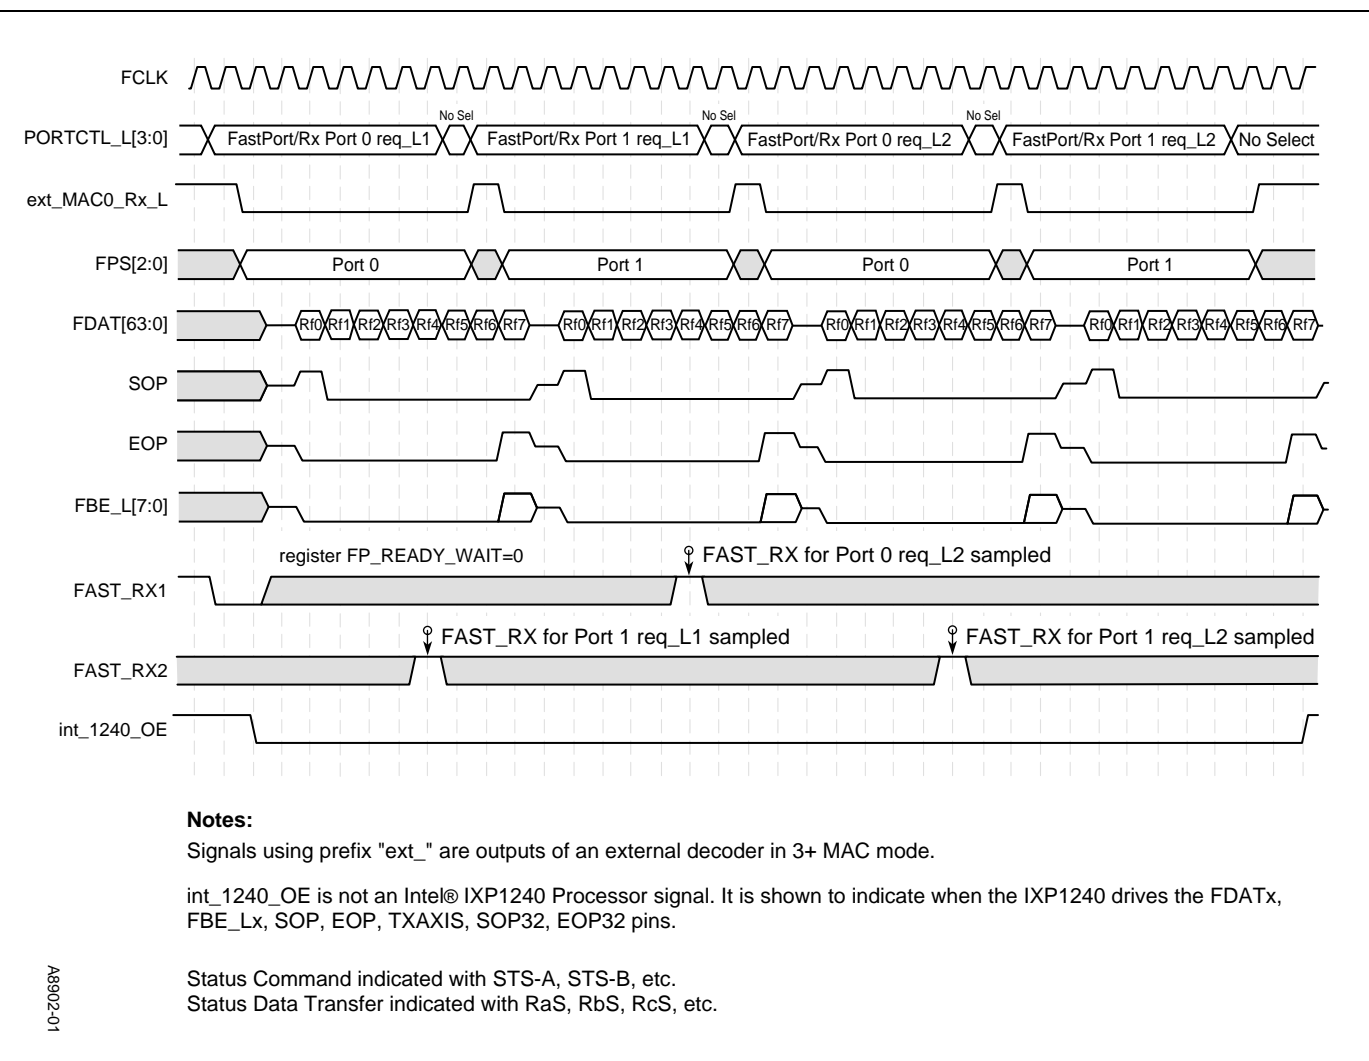 FCLK
No Sel No Sel No Sel
PORTCTL_L[3:0] FastPort/Rx Port 0 req_L1 FastPort/Rx Port 1 req_L1 FastPort/Rx Port 0 req_L2 FastPort/Rx Port 1 req_L2 No Select
ext_MAC0_Rx_L
FPS[2:0] Port 0 Port 1 Port 0 Port 1
FDAT[63:0] Rf0 Rf1 Rf2 Rf3 Rf4 Rf5 Rf6 Rf7 Rf0 Rf1 Rf2 Rf3 Rf4 Rf5 Rf6 Rf7 Rf0 Rf1 Rf2 Rf3 Rf4 Rf5 Rf6 Rf7 Rf0 Rf1 Rf2 Rf3 Rf4 Rf5 Rf6 Rf7
SOP
EOP
FBE_L[7:0]
register FP_READY_WAIT=0 FAST_RX for Port 0 req_L2 sampled
FAST_RX1
FAST_RX for Port 1 req_L1 sampled FAST_RX for Port 1 req_L2 sampled
FAST_RX2
int_1240_OE
Notes:
Signals using prefix "ext_" are outputs of an external decoder in 3+ MAC mode.
int_1240_OE is not an Intel® IXP1240 Processor signal. It is shown to indicate when the IXP1240 drives the FDATx,
FBE_Lx, SOP, EOP, TXAXIS, SOP32, EOP32 pins.
Status Command indicated with STS-A, STS-B, etc.
Status Data Transfer indicated with RaS, RbS, RcS, etc.
A8902-01